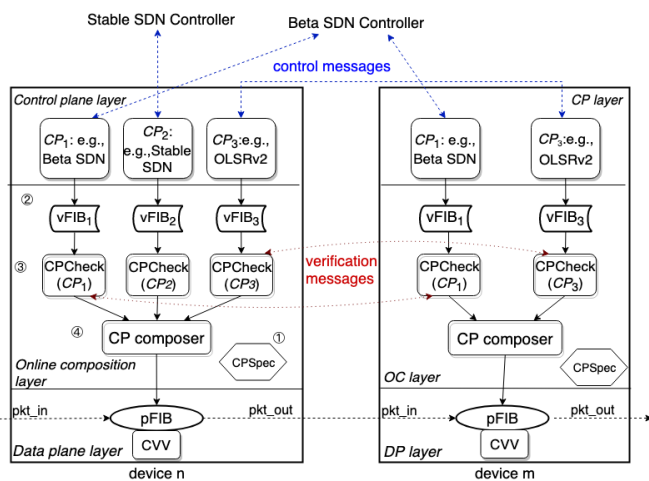 Stable SDN Controller
Beta SDN Controller
control messages
Control plane layer
CP layer
CP1: e.g.,
Beta SDN
CP2:
e.g.,Stable
SDN
CP3:e.g.,
OLSRv2
CP1: e.g.,
Beta SDN
CP3:e.g.,
OLSRv2
②
vFIB1
vFIB2
vFIB3
vFIB1
vFIB3
③
CPCheck
(CP1)
CPCheck
(CP2)
CPCheck
(CP3)
verification
messages
CPCheck
(CP1)
CPCheck
(CP3)
④
CP composer
①
CPSpec
CP composer
CPSpec
Online composition
layer
OC layer
pkt_in
pFIB
pkt_out
pkt_in
pFIB
pkt_out
CVV
CVV
Data plane layer
DP layer
device n
device m